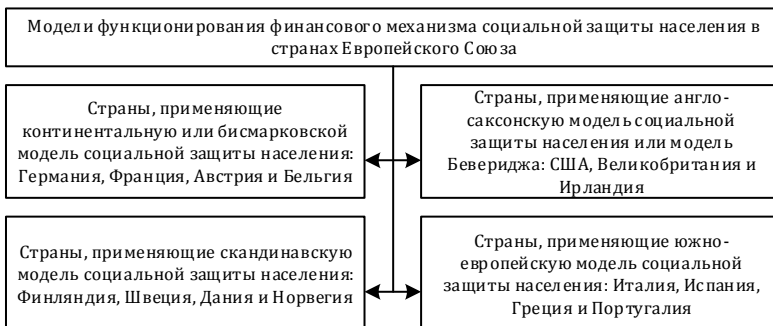 Модели функционирования финансового механизма социальной защиты населения в
странах Европейского Союза
Страны, применяющие
континентальную или бисмарковской
модель социальной защиты населения:
Германия, Франция, Австрия и Бельгия
Страны, применяющие англо-
саксонскую модель социальной
защиты населения или модель
Бевериджа: США, Великобритания и
Ирландия
Страны, применяющие скандинавскую
модель социальной защиты населения:
Финляндия, Швеция, Дания и Норвегия
Страны, применяющие южно-
европейскую модель социальной
защиты населения: Италия, Испания,
Греция и Португалия